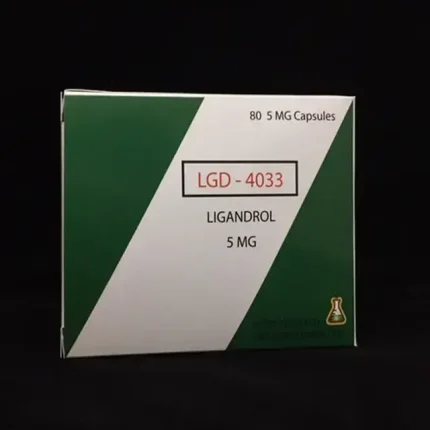 80 5 MG Capsules
LGD - 4033
LIGANDROL
5 MG